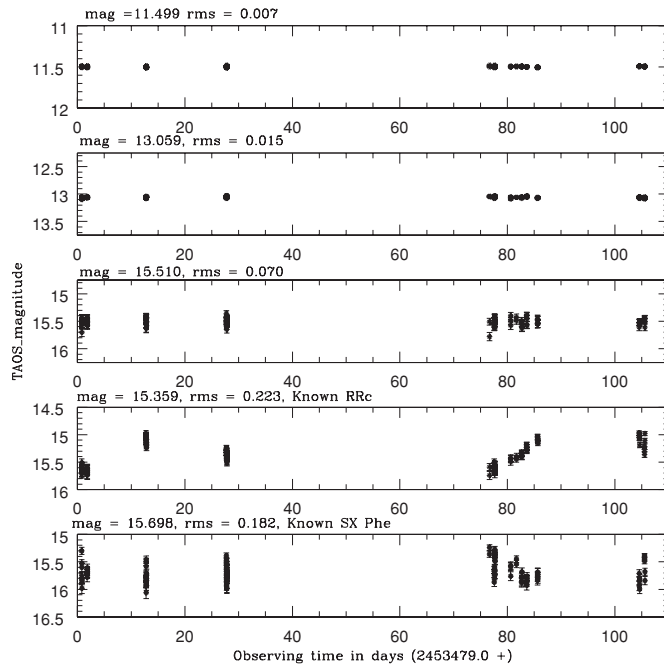 mag =11.499 rms = 0.007
11
11.5
12
0 20 40 60 80 100
mag = 13.059, rms = 0.015
12.5
13
13.5
0 20 40 60 80 100
mag = 15.510, rms = 0.070
15
15.5
16
0 20 40 60 80 100
mag = 15.359, rms = 0.223, Known RRc
14.5
15
15.5
16
0 20 40 60 80 100
mag = 15.698, rms = 0.182, Known SX Phe
15
15.5
16
16.5
0 20 40 60 80 100
TAOS_magnitude
Observing time in days (2453479.0 +)